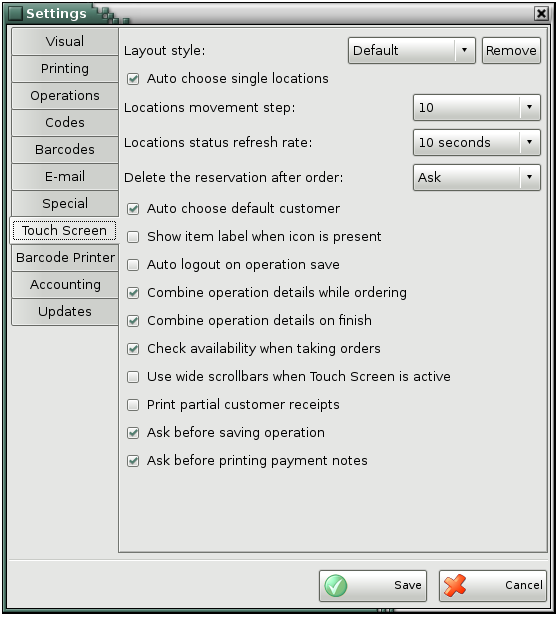 Settings
Visual
Printing
Operations
Codes
Barcodes
E-mail
Special
Touch Screen
Barcode Printer
Accounting
Updates
Layout style: Default Remove
Auto choose single locations
Locations movement step: 10
Locations status refresh rate: 10 seconds
Delete the reservation after order: Ask
Auto choose default customer
Show item label when icon is present
Auto logout on operation save
Combine operation details while ordering
Combine operation details on finish
Check availability when taking orders
Use wide scrollbars when Touch Screen is active
Print partial customer receipts
Ask before saving operation
Ask before printing payment notes
Save Cancel